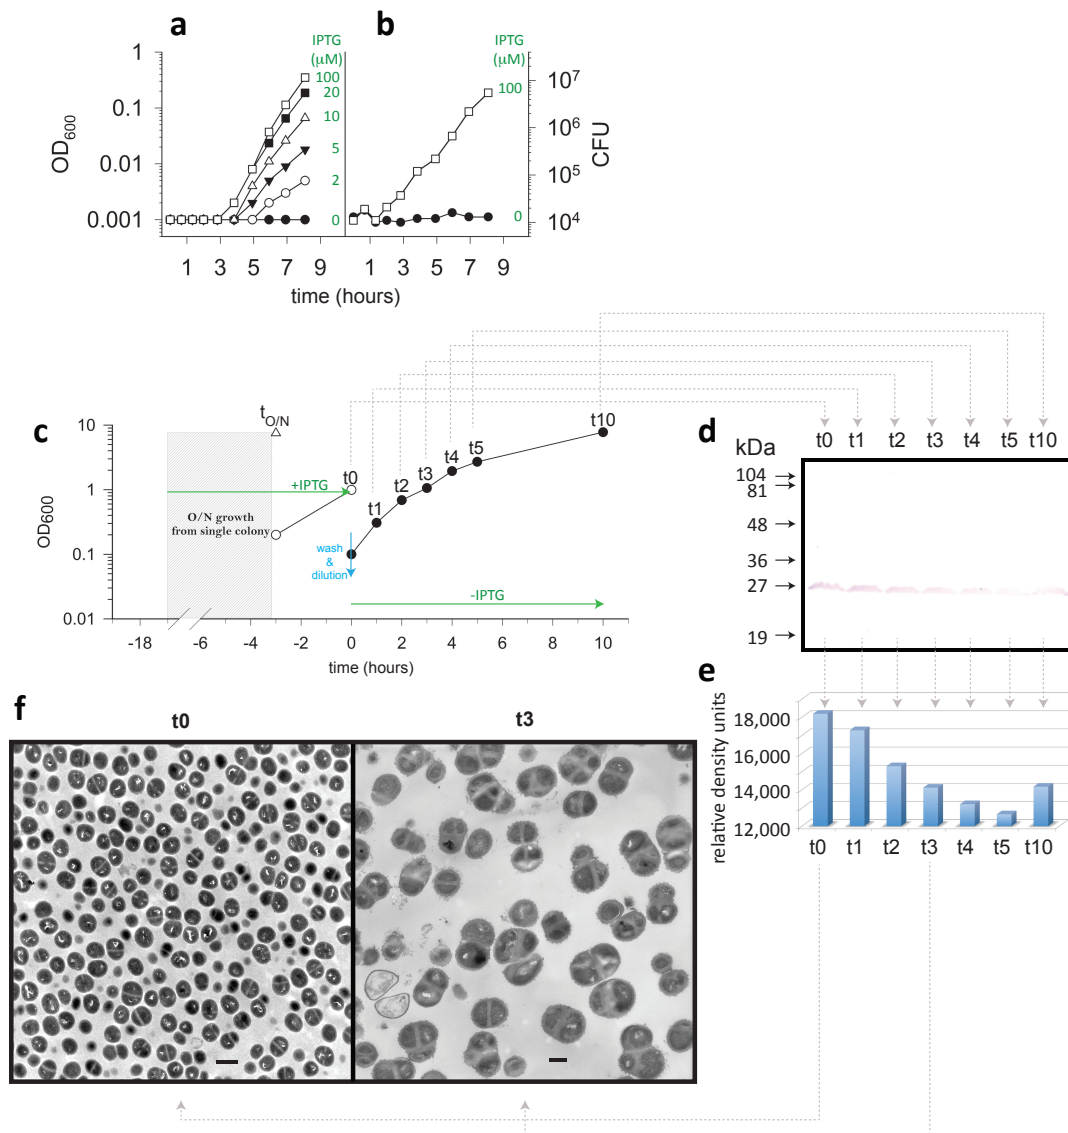 a
b
IPTG
(µM)
IPTG
(µM)
1
0.1
0.01
0.001
OD600
100
20
10
5
2
0
100
0
10^7
10^6
10^5
10^4
CFU
1 3 5 7 9
1 3 5 7 9
time (hours)
time (hours)
c
tO/N
10
1
0.1
0.01
OD600
+IPTG
O/N growth
from single colony
t0
t1
t2
t3
t4
t5
t10
wash
&
dilution
-IPTG
-18 -6 -4 -2 0 2 4 6 8 10
time (hours)
d
kDa
t0 t1 t2 t3 t4 t5 t10
104
81
48
36
27
19
e
relative density units
18,000
16,000
14,000
12,000
t0 t1 t2 t3 t4 t5 t10
f
t0
t3